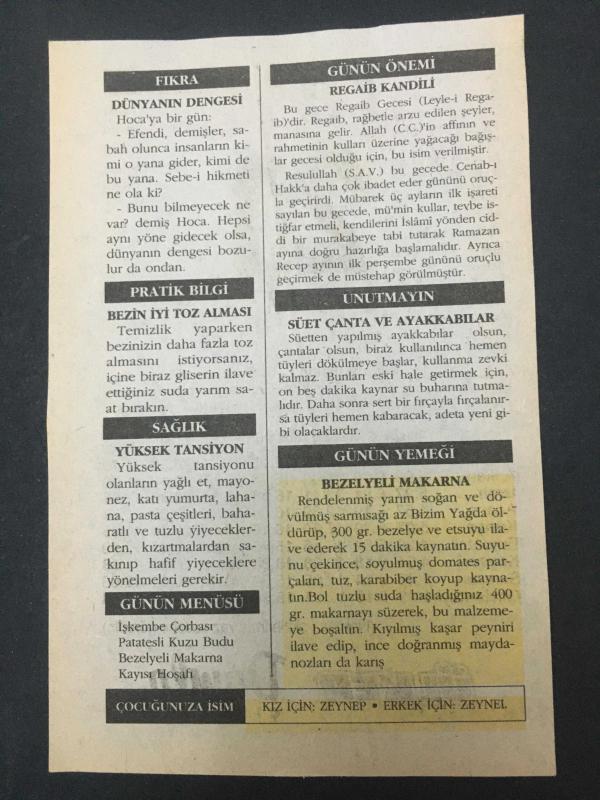 FIKRA
DÜNYANIN DENGESİ
Hoca'ya bir gün:
- Efendi, demişler, sa-
bah olunca insanların ki-
mi o yana gider, kimi de
bu yana. Sebe-i hikmeti
ne ola ki?
- Bunu bilmeyecek ne
var? demiş Hoca. Hepsi
aynı yöne gidecek olsa,
dünyanın dengesi bozu-
lur da ondan.
PRATİK BİLGİ
BEZİN İYİ TOZ ALMASI
Temizlik yaparken
bezinizin daha fazla toz
almasını istiyorsanız,
içine biraz gliserin ilave
ettiğiniz suda yarım sa-
at bırakın.
SAĞLIK
YÜKSEK TANSİYON
Yüksek tansiyonu
olanların yağlı et, mayo-
nez, katı yumurta, laha-
na, pasta çeşitleri, baha-
ratlı ve tuzlu yiyecekler-
den, kızartmalardan sa-
kınıp hafif yiyeceklere
yönelmeleri gerekir.
GÜNÜN MENÜSÜ
İşkembe Çorbası
Patatesli Kuzu Budu
Bezelyeli Makarna
Kayısı Hoşafı
GÜNÜN ÖNEMİ
REGAİB KANDİLİ
Bu gece Regaib Gecesi (Leyle-i Rega-
ib)'dir. Regaib, rağbetle arzu edilen şeyler,
manasına gelir. Allah (C.C.)'in affının ve
rahmetinin kulları üzerine yağacağı bağış-
lar gecesi olduğu için, bu isim verilmiştir.
Resulullah (S.A.V.) bu gecede Cenab-ı
Hakk'a daha çok ibadet eder gününü oruç-
la geçirirdi. Mübarek üç ayların ilk işareti
sayılan bu gecede, mü'min kullar, tevbe is-
tiğfar etmeli, kendilerini İslâmî yönden cid-
di bir murakabeye tabi tutarak Ramazan
ayına doğru hazırlığa başlamalıdır. Ayrıca
Recep ayının ilk perşembe gününü oruçlu
geçirmek de müstehap görülmüştür.
UNUTMAYIN
SÜET ÇANTA VE AYAKKABILAR
Süetten yapılmış ayakkabılar olsun,
çantalar olsun, biraz kullanılınca hemen
tüyleri dökülmeye başlar, kullanma zevki
kalmaz. Bunları eski hale getirmek için,
on beş dakika kaynar su buharına tutma-
lıdır. Daha sonra sert bir fırçayla fırçalanır-
sa tüyleri hemen kabaracak, adeta yeni gi-
bi olacaklardır.
GÜNÜN YEMEĞİ
BEZELYELİ MAKARNA
Rendelenmiş yarım soğan ve dö-
vülmüş sarmısağı az Bizim Yağda öl-
dürüp, 300 gr. bezelye ve etsuyu ila-
ve ederek 15 dakika kaynatın. Suyu-
nu çekince, soyulmuş domates par-
çaları, tuz, karabiber koyup kayna-
tın.Bol tuzlu suda haşladığınız 400
gr. makarnayı süzerek, bu malzeme-
ye boşaltın. Kıyılmış kaşar peyniri
ilave edip, ince doğranmış mayda-
nozları da karış
ÇOCUĞUNUZA İSİM
KIZ İÇİN: ZEYNEP • ERKEK İÇİN: ZEYNEL